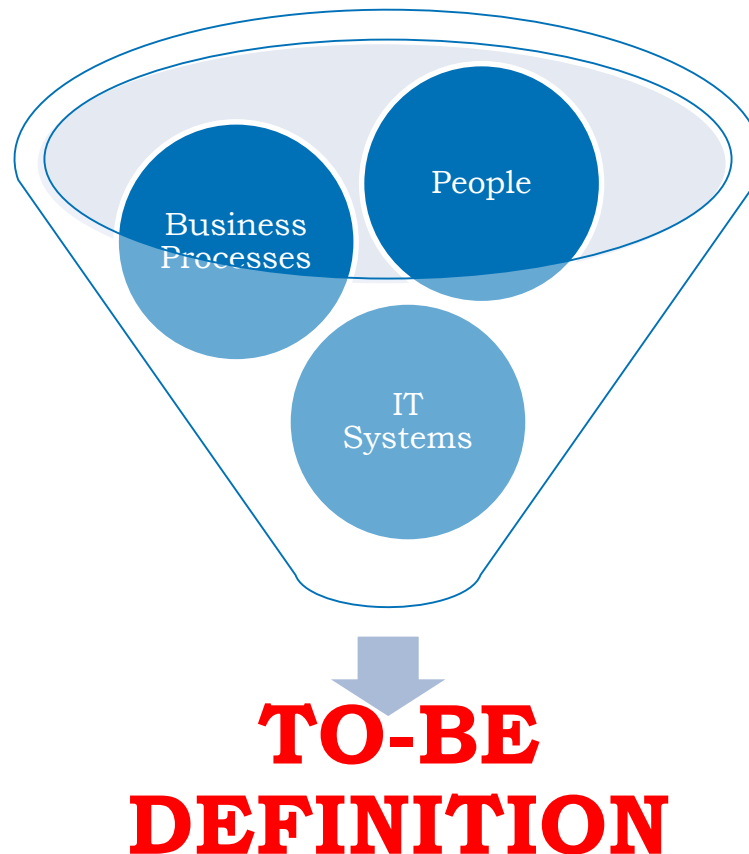 People
Business
Processes
IT
Systems
TO-BE
DEFINITION